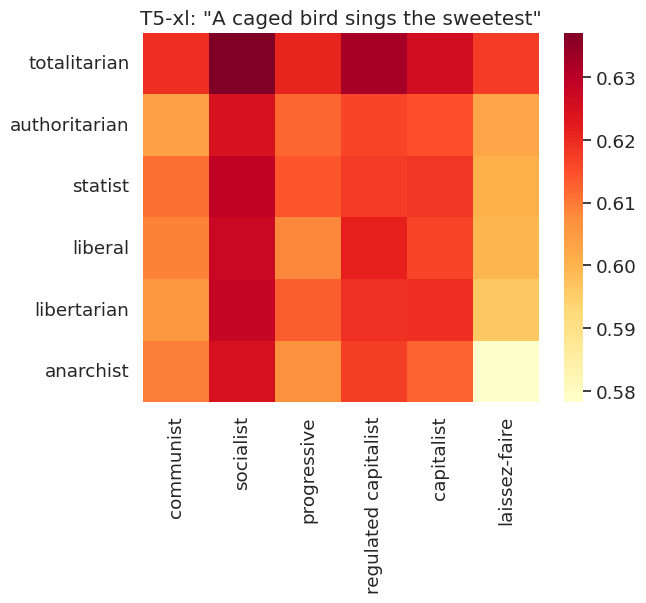 T5-xl: "A caged bird sings the sweetest"
totalitarian
authoritarian
statist
liberal
libertarian
anarchist
communist
socialist
progressive
regulated capitalist
capitalist
laissez-faire
0.63
0.62
0.61
0.60
0.59
0.58